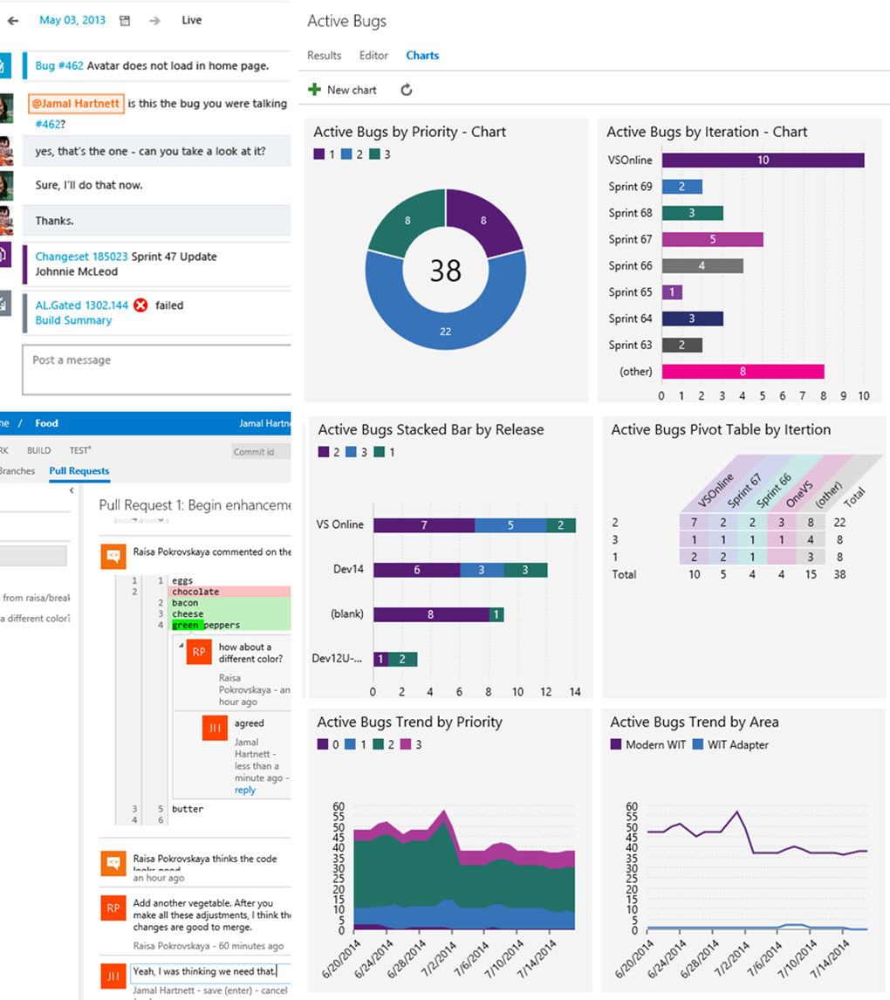 May 03, 2013 Live
Bug #462 Avatar does not load in home page.
@Jamal Hartnett is this the bug you were talking
#462?
yes, that's the one - can you take a look at it?
Sure, I'll do that now.
Thanks.
Changeset 185023 Sprint 47 Update
Johnnie McLeod
AL.Gated 1302.144 failed
Build Summary
Post a message
/ Food Jamal Hartn
BUILD TEST*
Commit id
Branches Pull Requests
Pull Request 1: Begin enhanceme
4 6
Raisa Pokrovskaya commented on the
from raisa/break
a different color?
1 1 eggs
2 chocolate
2 bacon
3 cheese
4 green peppers
RP how about a
different color?
Raisa
Pokrovskaya - an
hour ago
JH agreed
Jamal
Hartnett -
less than a
minute ago -
reply
3 5 butter
4 6
Raisa Pokrovskaya thinks the code
looks good
an hour ago
RP Add another vegetable. After you
make all these adjustments, I think the
changes are good to merge.
Raisa Pokrovskaya - 60 minutes ago
JH Yeah, I was thinking we need that.
Jamal Hartnett - save (enter) - cancel
Active Bugs
Results Editor Charts
New chart
Active Bugs by Priority - Chart
1 2 3
8 8
38
22
Active Bugs by Iteration - Chart
VSOnline 10
Sprint 69 2
Sprint 68 3
Sprint 67 5
Sprint 66 4
Sprint 65 1
Sprint 64 3
Sprint 63 2
(other) 8
0 1 2 3 4 5 6 7 8 9 10
Active Bugs Stacked Bar by Release
2 3 1
VS Online 7 5 2
Dev14 6 3 3
(blank) 8 1
Dev12U-... 1 2
0 2 4 6 8 10 12 14
Active Bugs Pivot Table by Itertion
VSOnline Sprint 67 Sprint 66 OneVS (other) Total
2 7 2 2 3 8 22
3 1 1 1 1 4 8
1 2 2 1 3 8
Total 10 5 4 4 15 38
Active Bugs Trend by Priority
0 1 2 3
60
55
50
45
40
35
30
25
20
15
10
5
0
6/20/2014 6/24/2014 6/28/2014 7/2/2014 7/6/2014 7/10/2014 7/14/2014
Active Bugs Trend by Area
Modern WIT WIT Adapter
60
55
50
45
40
35
30
25
20
15
10
5
0
6/20/2014 6/24/2014 6/28/2014 7/2/2014 7/6/2014 7/10/2014 7/14/2014